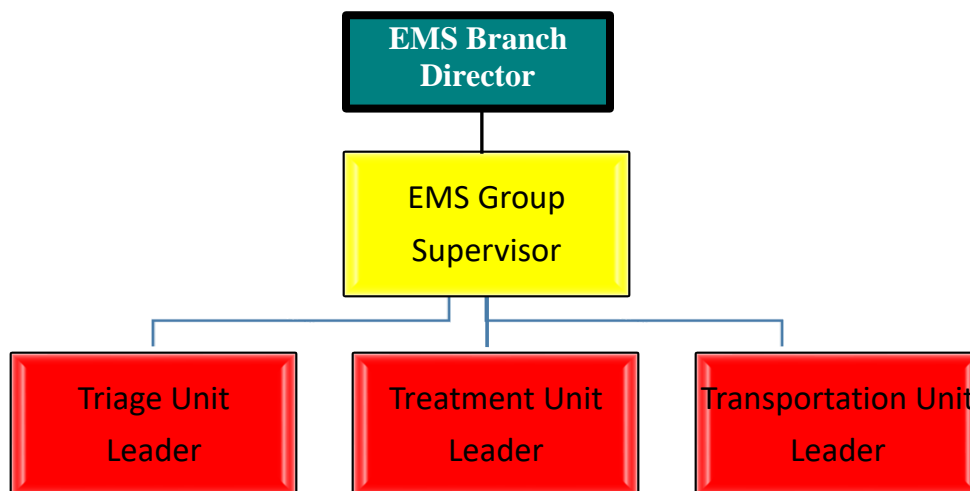 EMS Branch
Director
EMS Group
Supervisor
Triage Unit
Leader
Treatment Unit
Leader
Transportation Unit
Leader